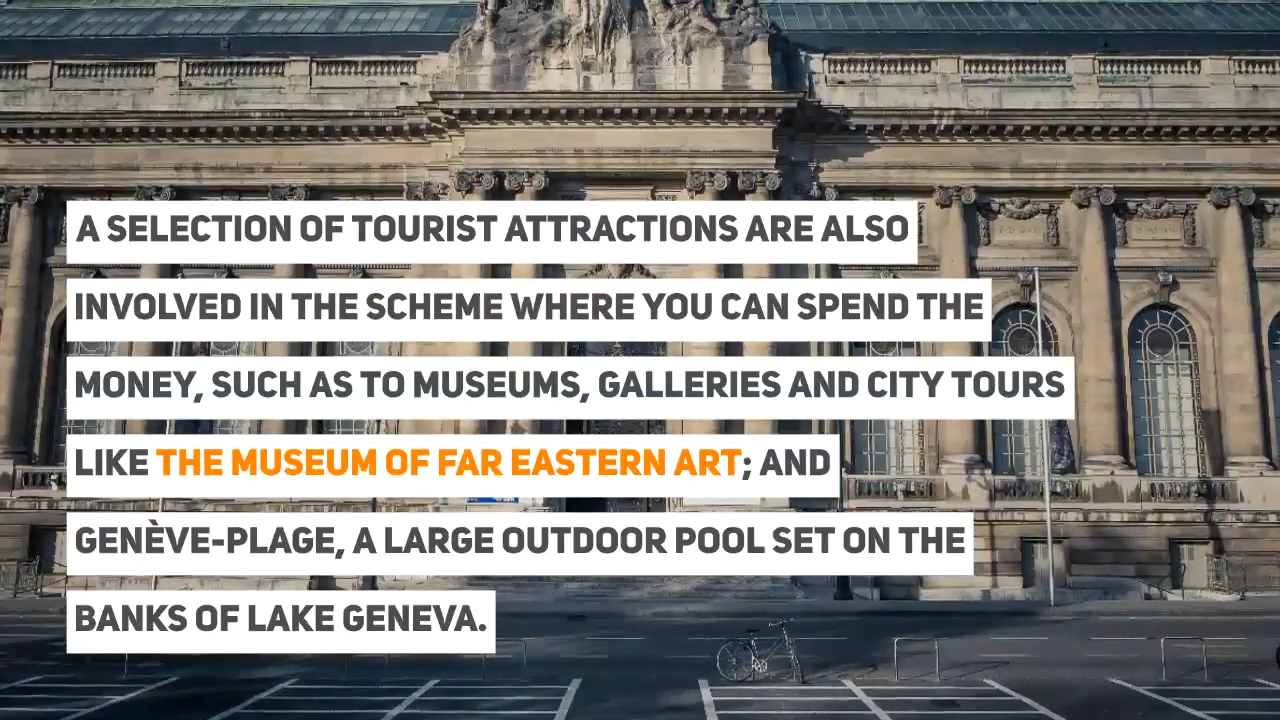 A SELECTION OF TOURIST ATTRACTIONS ARE ALSO
INVOLVED IN THE SCHEME WHERE YOU CAN SPEND THE
MONEY, SUCH AS TO MUSEUMS, GALLERIES AND CITY TOURS
LIKE THE MUSEUM OF FAR EASTERN ART; AND
GENÈVE-PLAGE, A LARGE OUTDOOR POOL SET ON THE
BANKS OF LAKE GENEVA.